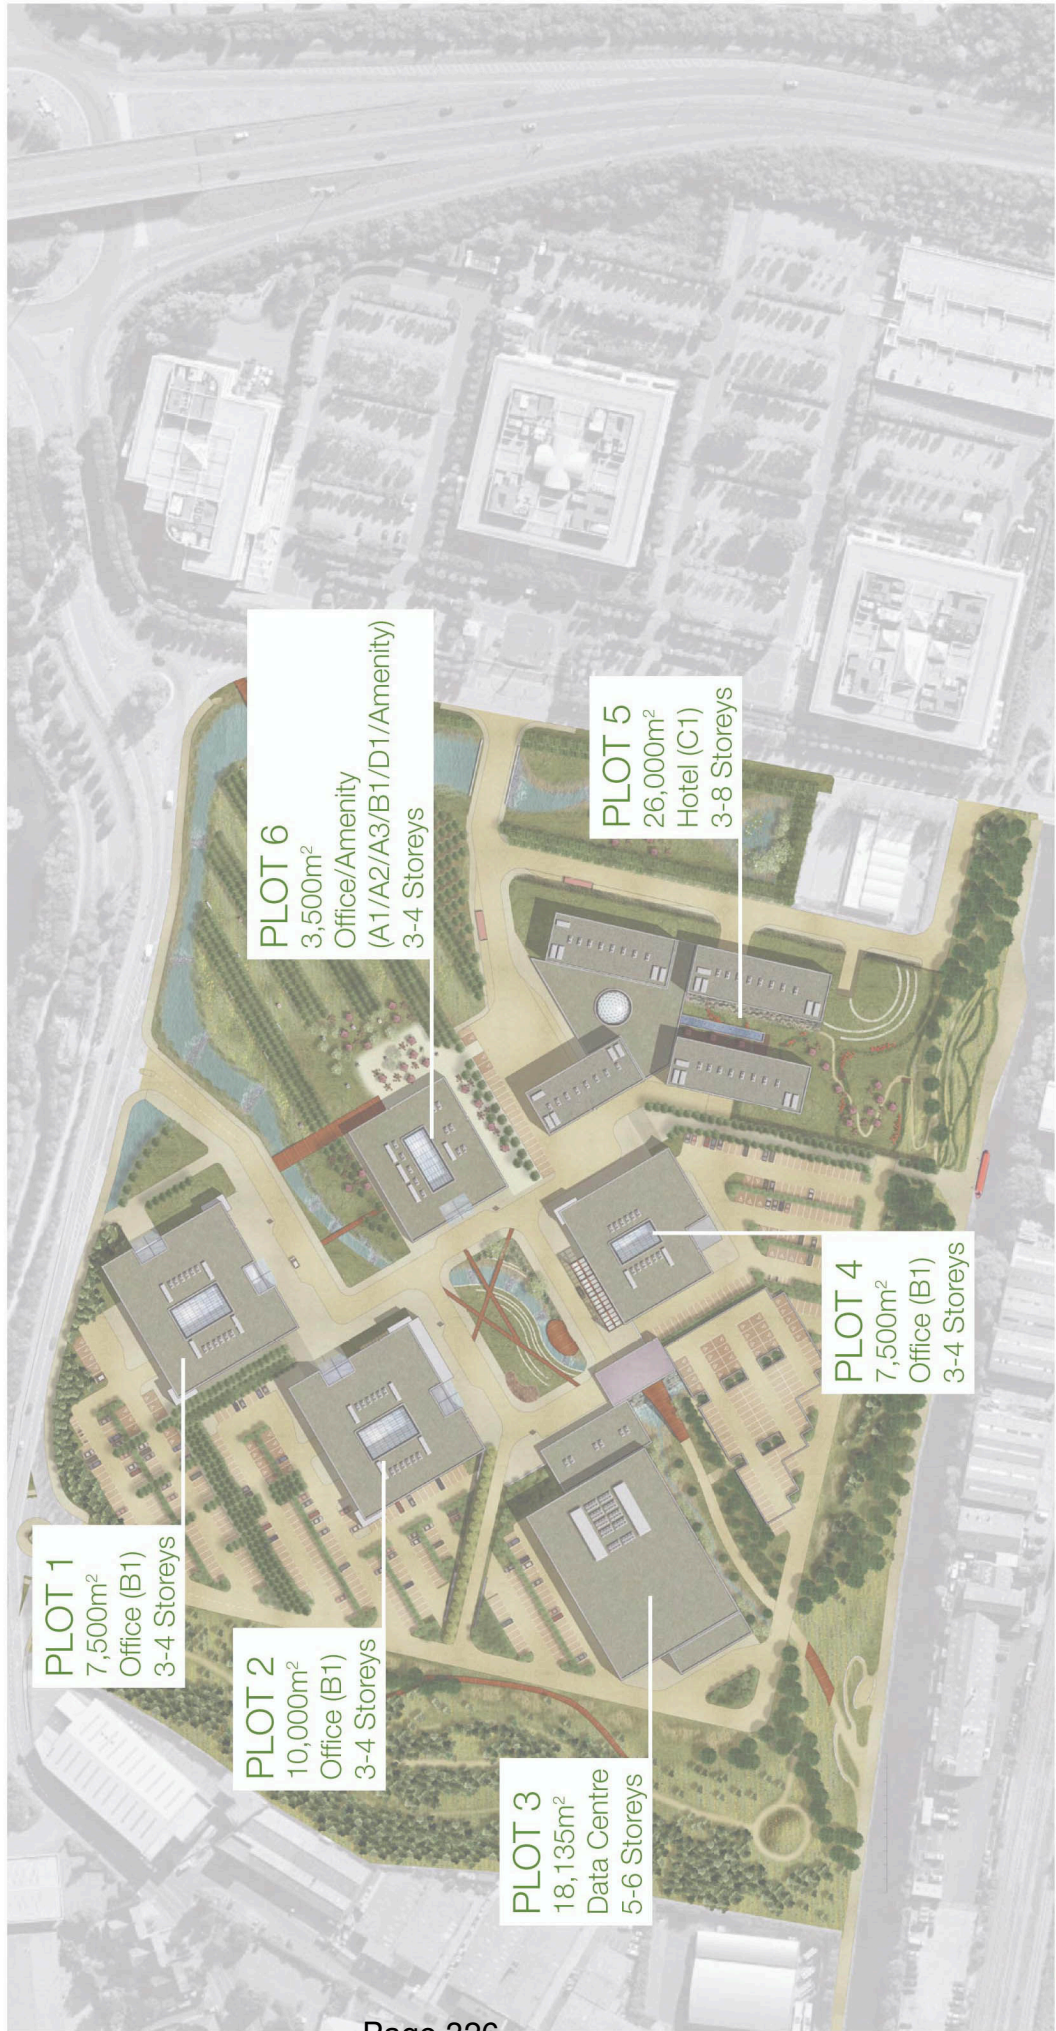 PLOT 1
7,500m²
Office (B1)
3-4 Storeys
PLOT 2
10,000m²
Office (B1)
3-4 Storeys
PLOT 3
18,135m²
Data Centre
5-6 Storeys
PLOT 6
3,500m²
Office/Amenity
(A1/A2/A3/B1/D1/Amenity)
3-4 Storeys
PLOT 5
26,000m²
Hotel (C1)
3-8 Storeys
PLOT 4
7,500m²
Office (B1)
3-4 Storeys
Page 226